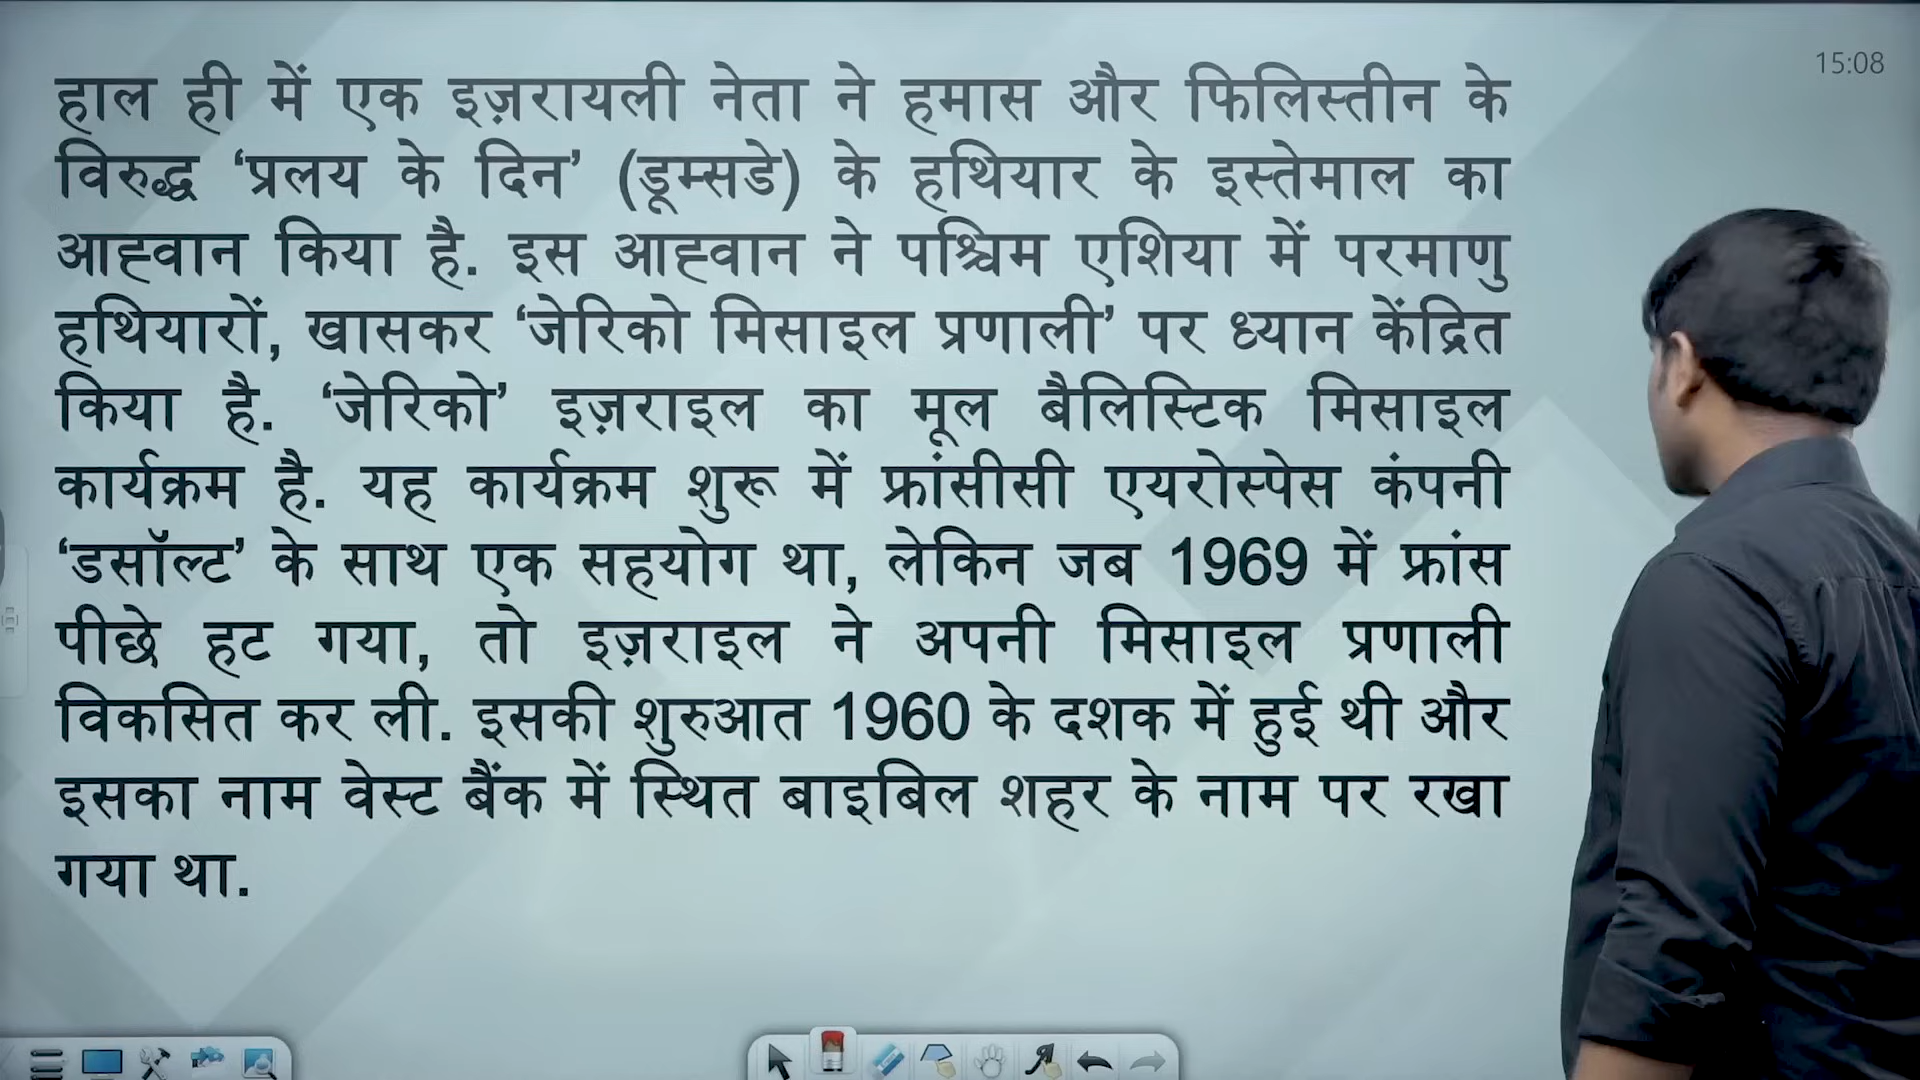 15:08
हाल ही में एक इज़रायली नेता ने हमास और फिलिस्तीन के
विरुद्ध ‘प्रलय के दिन’ (डूम्सडे) के हथियार के इस्तेमाल का
आह्वान किया है. इस आह्वान ने पश्चिम एशिया में परमाणु
हथियारों, खासकर ‘जेरिको मिसाइल प्रणाली’ पर ध्यान केंद्रित
किया है. ‘जेरिको’ इज़राइल का मूल बैलिस्टिक मिसाइल
कार्यक्रम है. यह कार्यक्रम शुरू में फ्रांसीसी एयरोस्पेस कंपनी
‘डसॉल्ट’ के साथ एक सहयोग था, लेकिन जब 1969 में फ्रांस
पीछे हट गया, तो इज़राइल ने अपनी मिसाइल प्रणाली
विकसित कर ली. इसकी शुरुआत 1960 के दशक में हुई थी और
इसका नाम वेस्ट बैंक में स्थित बाइबिल शहर के नाम पर रखा
गया था.